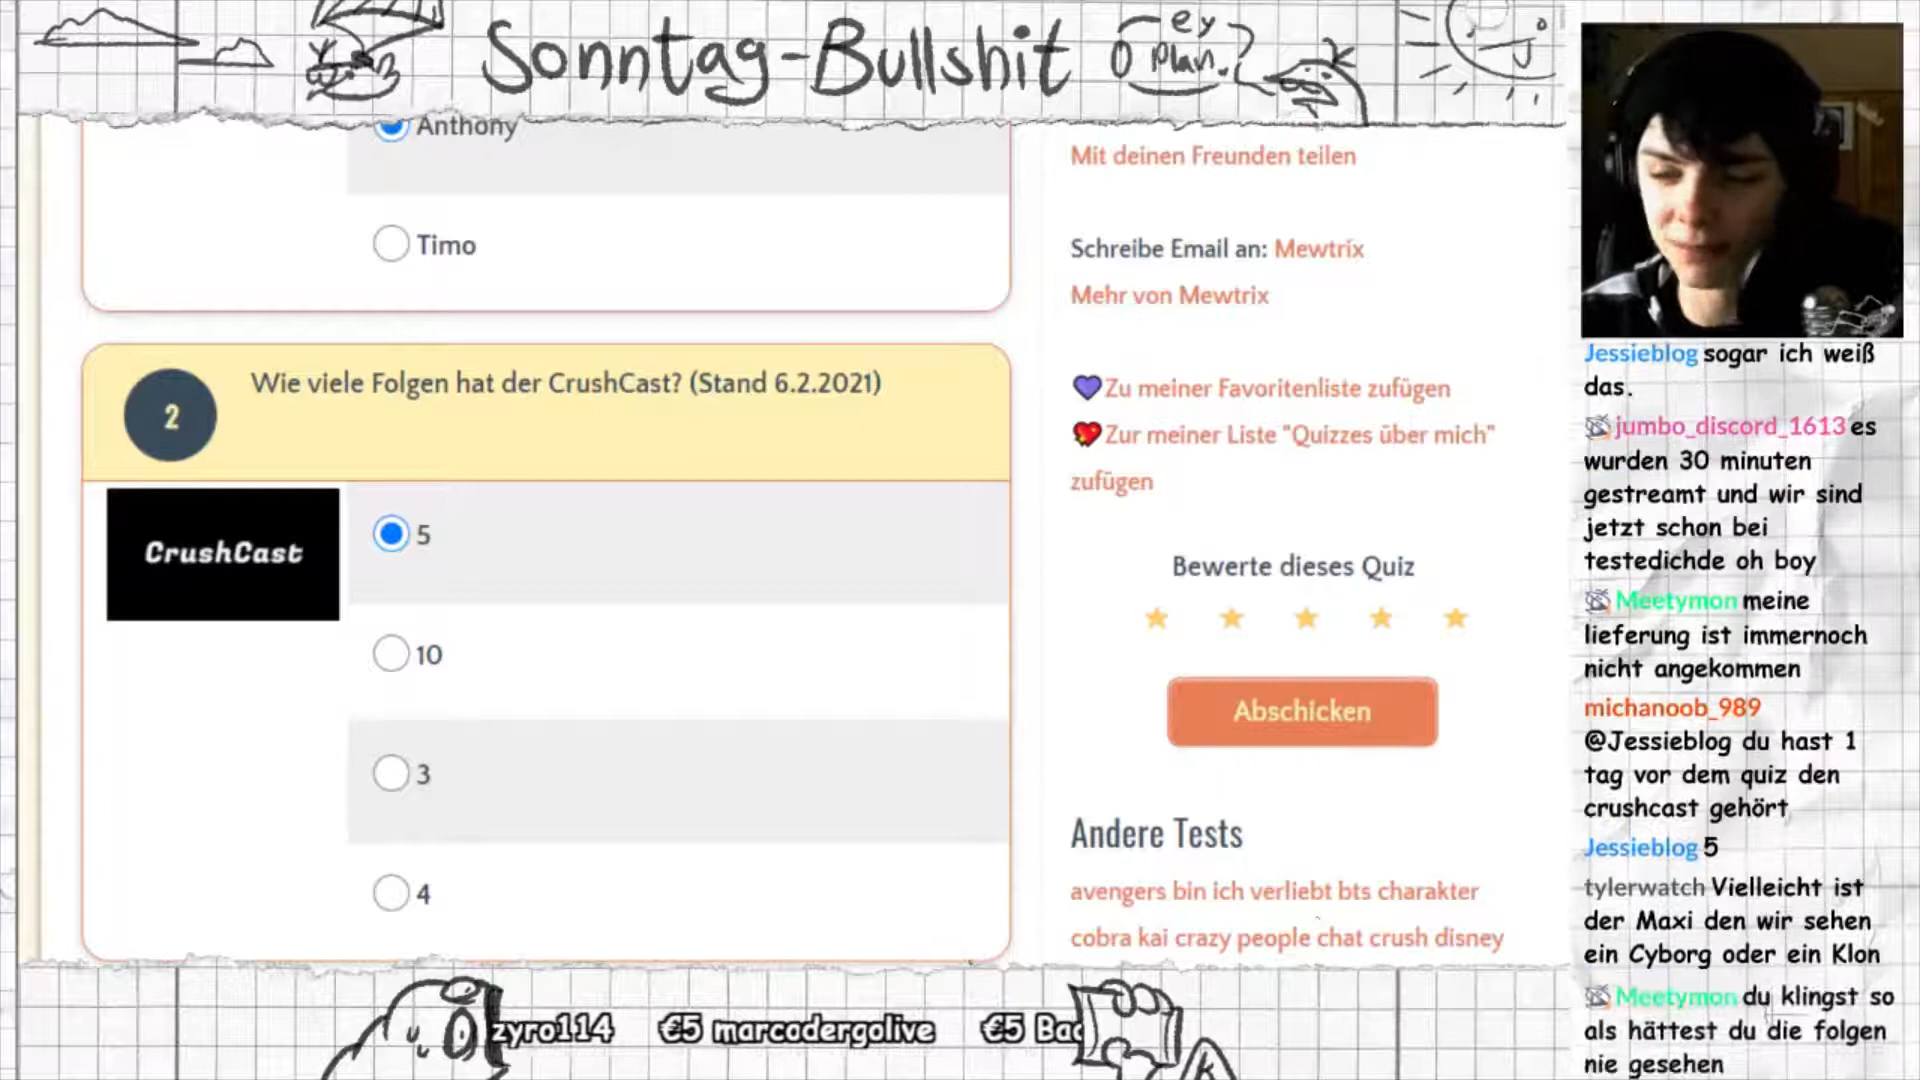 Sonntag-Bullshit
ey
plan.
Anthony
Timo
2
Wie viele Folgen hat der CrushCast? (Stand 6.2.2021)
CrushCast
5
10
3
4
Mit deinen Freunden teilen
Schreibe Email an: Mewtrix
Mehr von Mewtrix
Zu meiner Favoritenliste zufügen
Zur meiner Liste "Quizzes über mich"
zufügen
Bewerte dieses Quiz
Abschicken
Andere Tests
avengers bin ich verliebt bts charakter
cobra kai crazy people chat crush disney
Jessieblog sogar ich weiß
das.
jumbo_discord_1613 es
wurden 30 minuten
gestreamt und wir sind
jetzt schon bei
testedichde oh boy
Meetymon meine
lieferung ist immernoch
nicht angekommen
michanoob_989
@Jessieblog du hast 1
tag vor dem quiz den
crushcast gehört
Jessieblog 5
tylerwatch Vielleicht ist
der Maxi den wir sehen
ein Cyborg oder ein Klon
Meetymon du klingst so
als hättest du die folgen
nie gesehen
zyro114 €5 marcodergolive €5